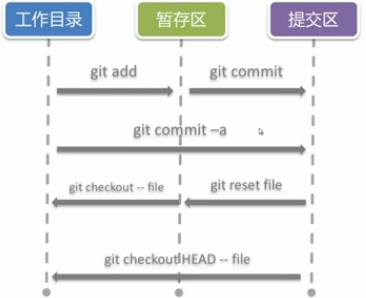 工作目录 暂存区 提交区
git add git commit
git commit –a
git checkout -- file git reset file
git checkout HEAD -- file